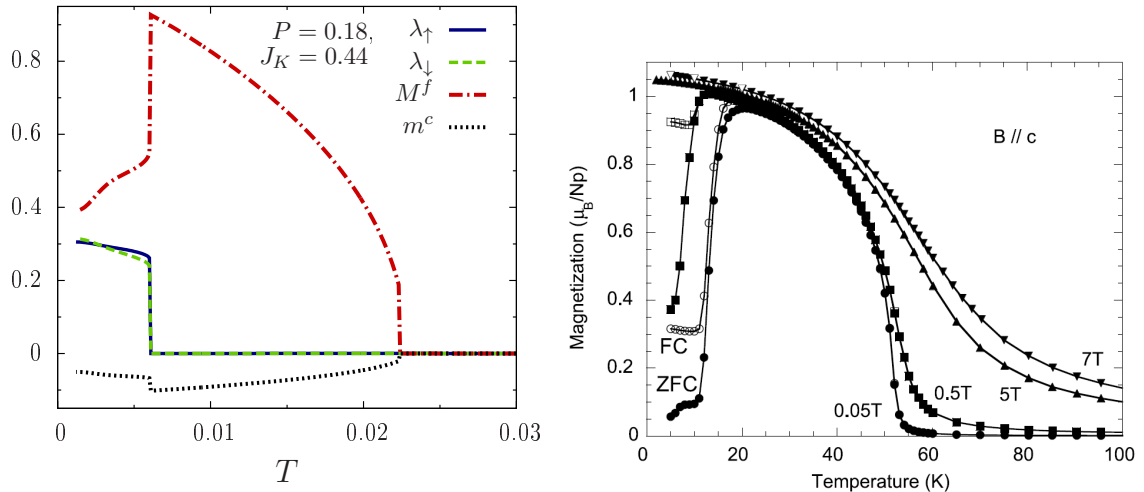 P = 0.18,
J_K = 0.44
λ↑
λ↓
M^f
m^c
0.8
0.6
0.4
0.2
0
0
0.01
0.02
0.03
T
Magnetization (μ_B/Np)
1
0.8
0.6
0.4
0.2
0
B // c
FC
ZFC
0.05T
0.5T
5T
7T
0
20
40
60
80
100
Temperature (K)